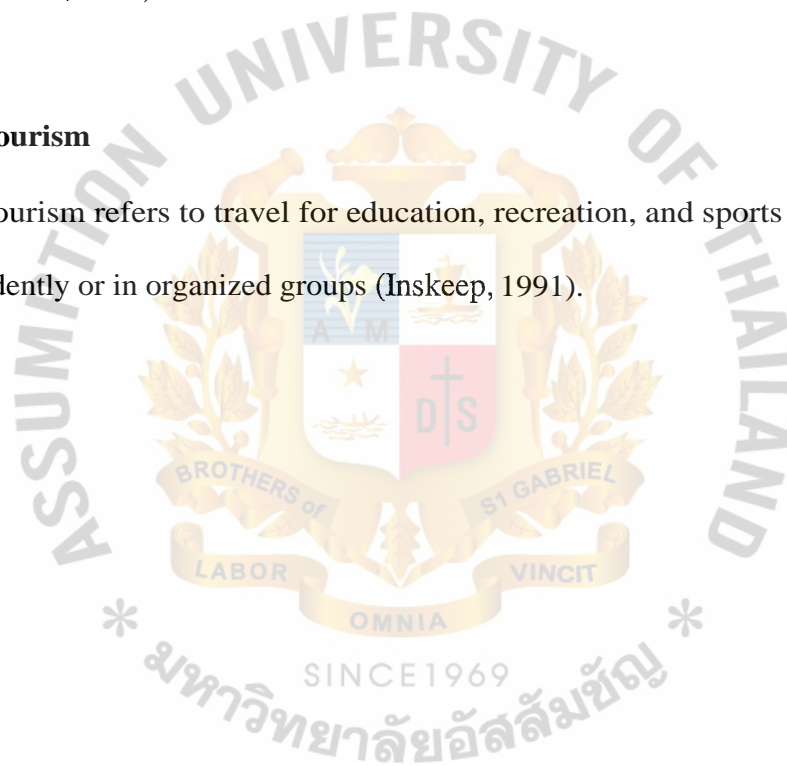 ourism
ourism refers to travel for education, recreation, and sports
dently or in organized groups (Inskeep, 1991).
ASSUMPTION UNIVERSITY OF THAILAND
A M
D S
BROTHERS of S1 GABRIEL
LABOR VINCIT
OMNIA
SINCE1969
* มหาวิทยาลัยอัสสัมชัญ *